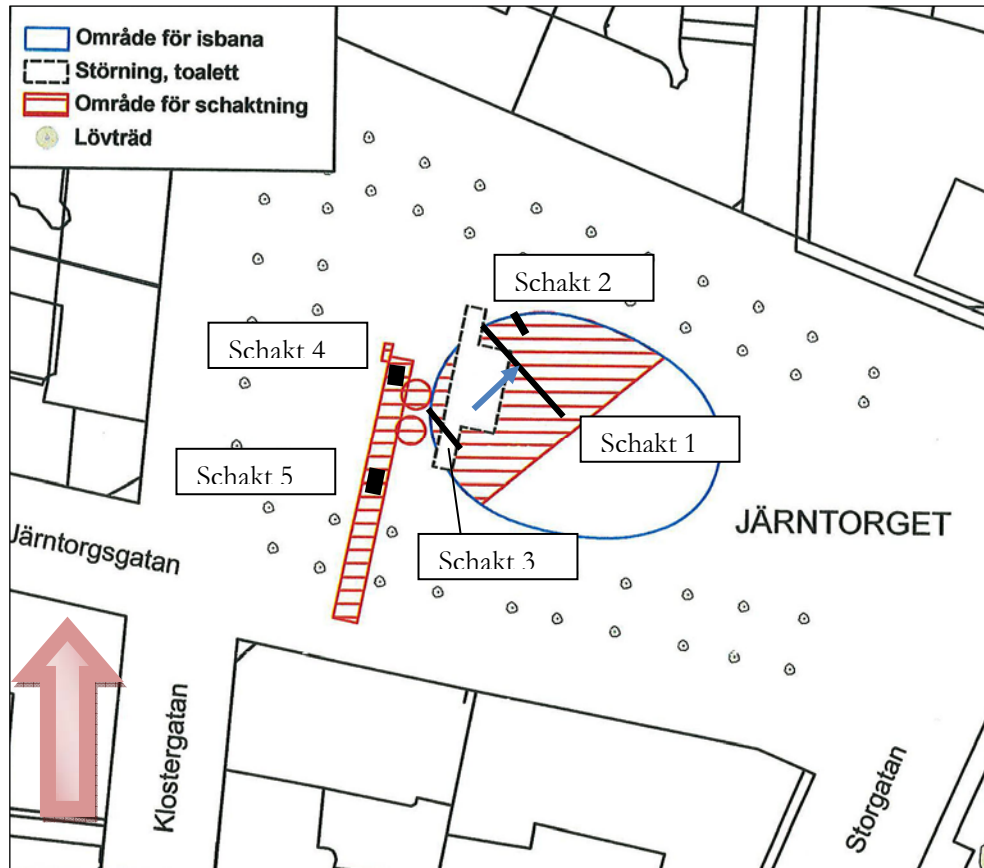 Område för isbana
Störning, toalett
Område för schaktning
Lövträd
Schakt 2
Schakt 4
Schakt 1
Schakt 5
JÄRNTORGET
Schakt 3
Järntorgsgatan
Klostergatan
Storgatan